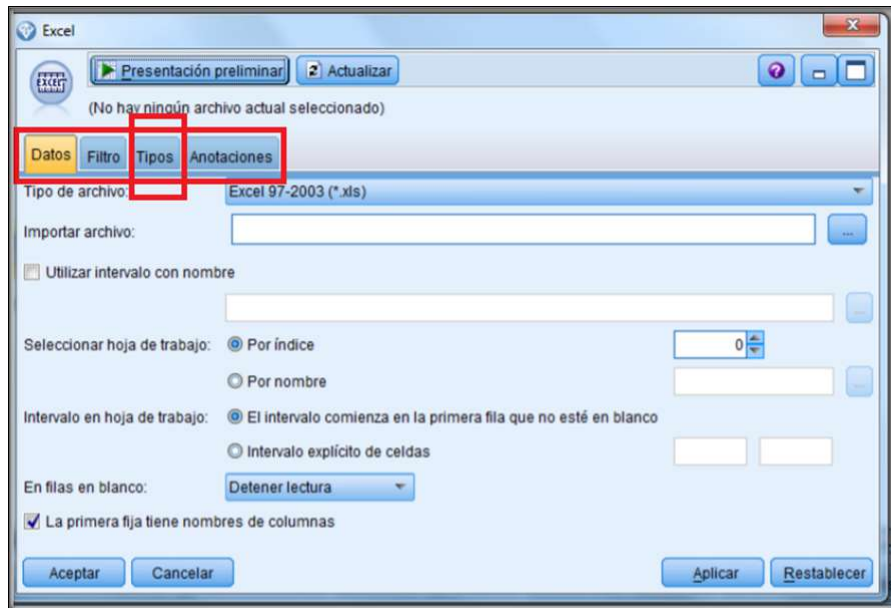 Excel
EXCEL
Presentación preliminar Actualizar
(No hay ningún archivo actual seleccionado)
Datos Filtro Tipos Anotaciones
Tipo de archivo: Excel 97-2003 (*.xls)
Importar archivo: ...
Utilizar intervalo con nombre
...
Seleccionar hoja de trabajo: Por índice 0
Por nombre ...
Intervalo en hoja de trabajo: El intervalo comienza en la primera fila que no esté en blanco
Intervalo explícito de celdas
En filas en blanco: Detener lectura
La primera fija tiene nombres de columnas
Aceptar Cancelar Aplicar Restablecer